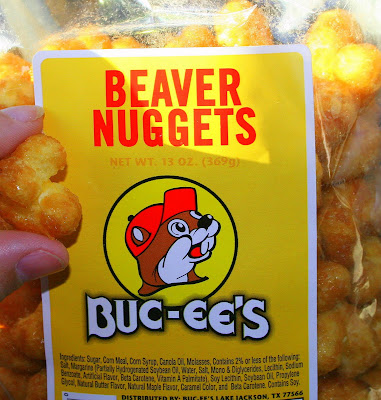 BEAVER
NUGGETS
NET WT. 13 OZ. (369g)
BUC-EE'S
Ingredients: Sugar, Corn Meal, Corn Syrup, Canola Oil, Molasses, Contains 2% or less of the following:
Salt, Margarine (Partially Hydrogenated Soybean Oil, Water, Salt, Mono & Diglycerides, Lecithin, Sodium
Benzoate, Artificial Flavor, Beta Carotene, Vitamin A Palmitate), Soy Lecithin, Soybean Oil, Propylene
Glycol, Natural Butter Flavor, Natural Maple Flavor, Caramel Color, and Beta Carotene. Contains Soy.
DISTRIBUTED BY: BUC-EE'S LAKE JACKSON, TX 77566